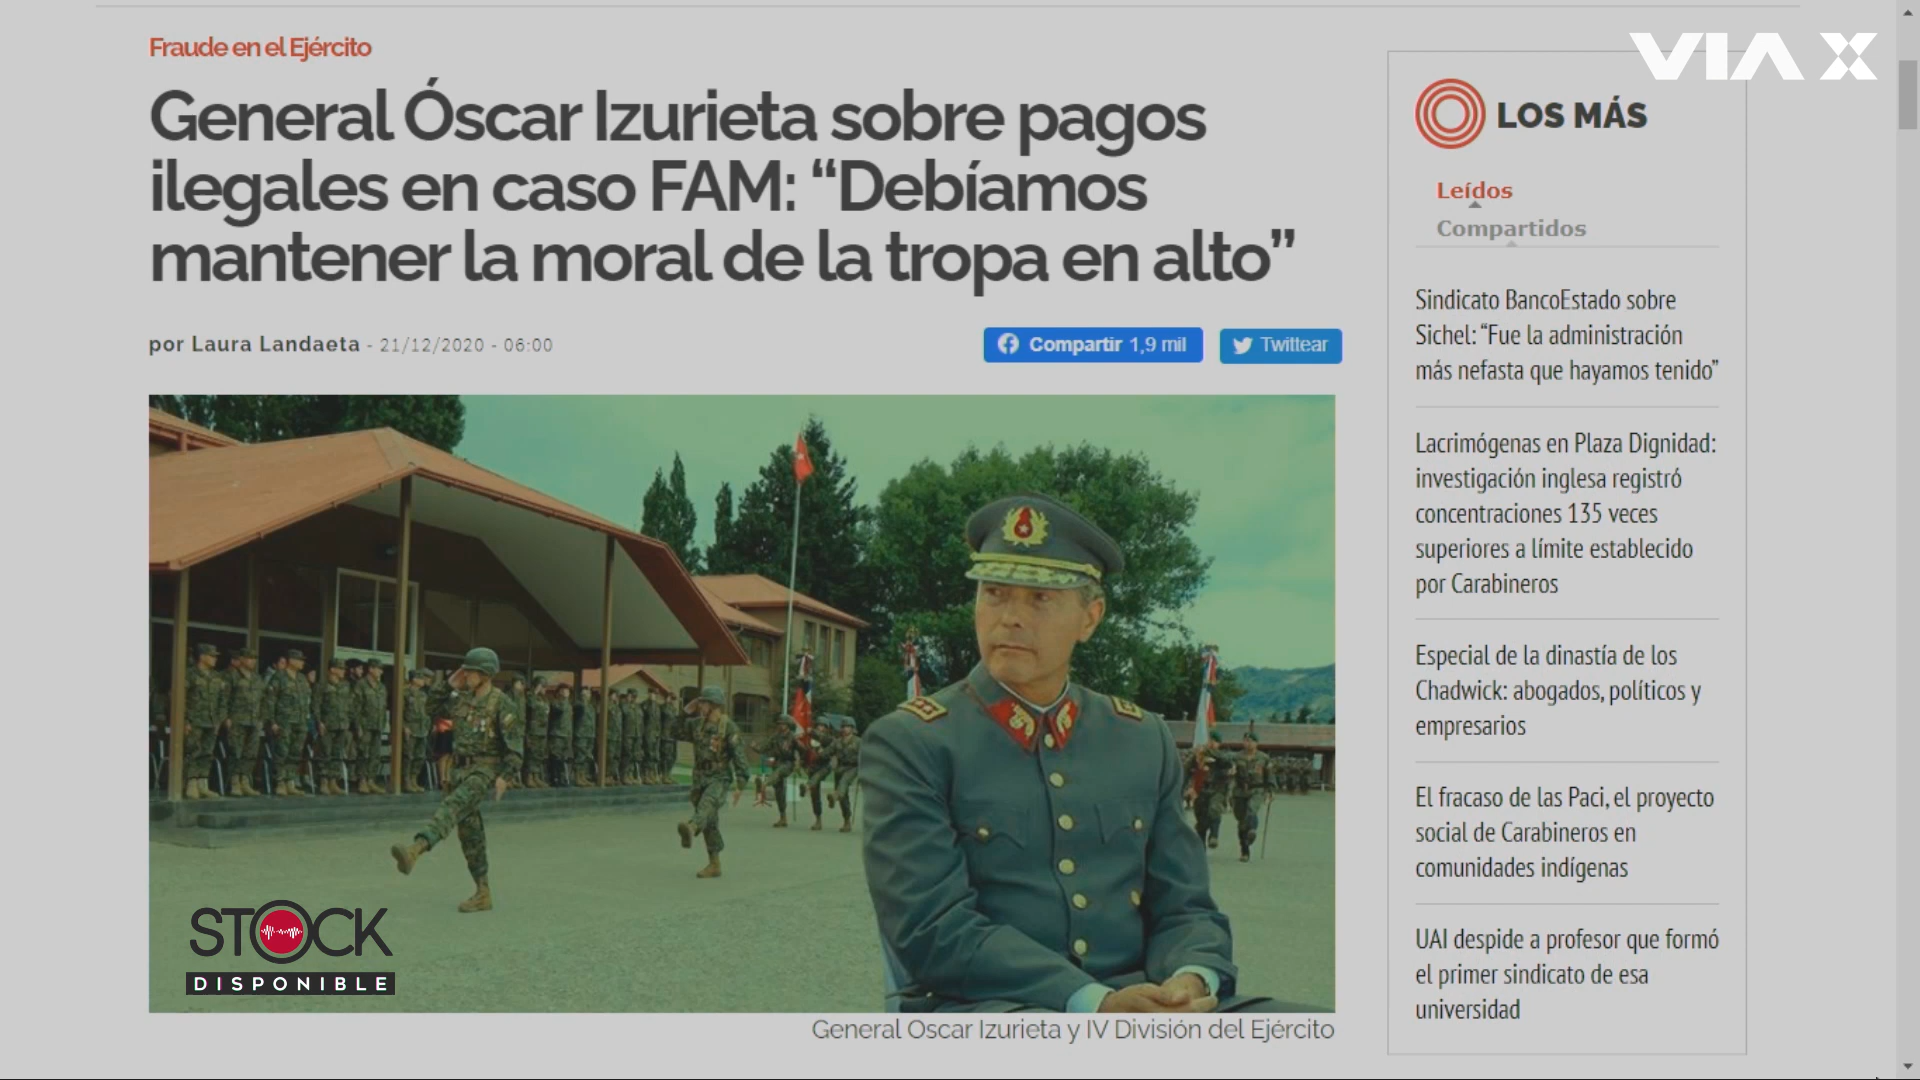 VIA X
Fraude en el Ejército
General Óscar Izurieta sobre pagos
ilegales en caso FAM: “Debíamos
mantener la moral de la tropa en alto”
por Laura Landaeta - 21/12/2020 - 06:00
Compartir 1,9 mil
Twittear
STOCK
DISPONIBLE
General Oscar Izurieta y IV División del Ejército
LOS MÁS
Leídos
Compartidos
Sindicato BancoEstado sobre
Sichel: “Fue la administración
más nefasta que hayamos tenido”
Lacrimógenas en Plaza Dignidad:
investigación inglesa registró
concentraciones 135 veces
superiores a límite establecido
por Carabineros
Especial de la dinastía de los
Chadwick: abogados, políticos y
empresarios
El fracaso de las Paci, el proyecto
social de Carabineros en
comunidades indígenas
UAI despide a profesor que formó
el primer sindicato de esa
universidad